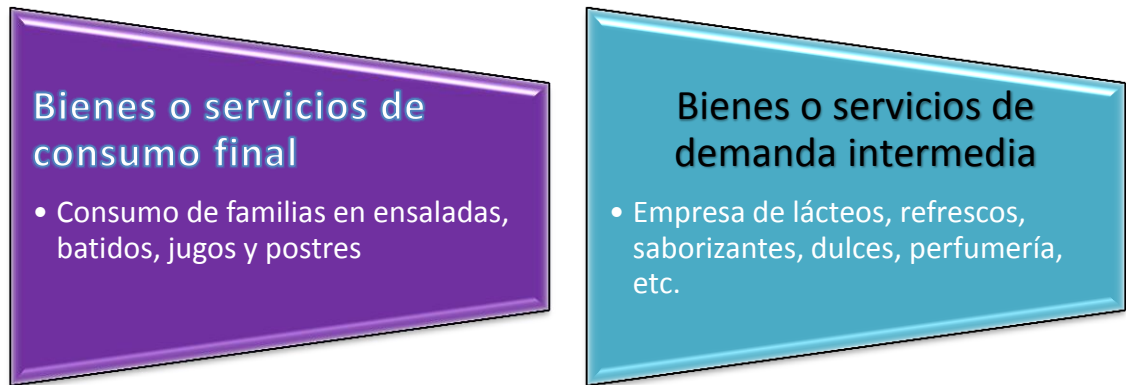 Bienes o servicios de
consumo final
• Consumo de familias en ensaladas,
batidos, jugos y postres
Bienes o servicios de
demanda intermedia
• Empresa de lácteos, refrescos,
saborizantes, dulces, perfumería,
etc.